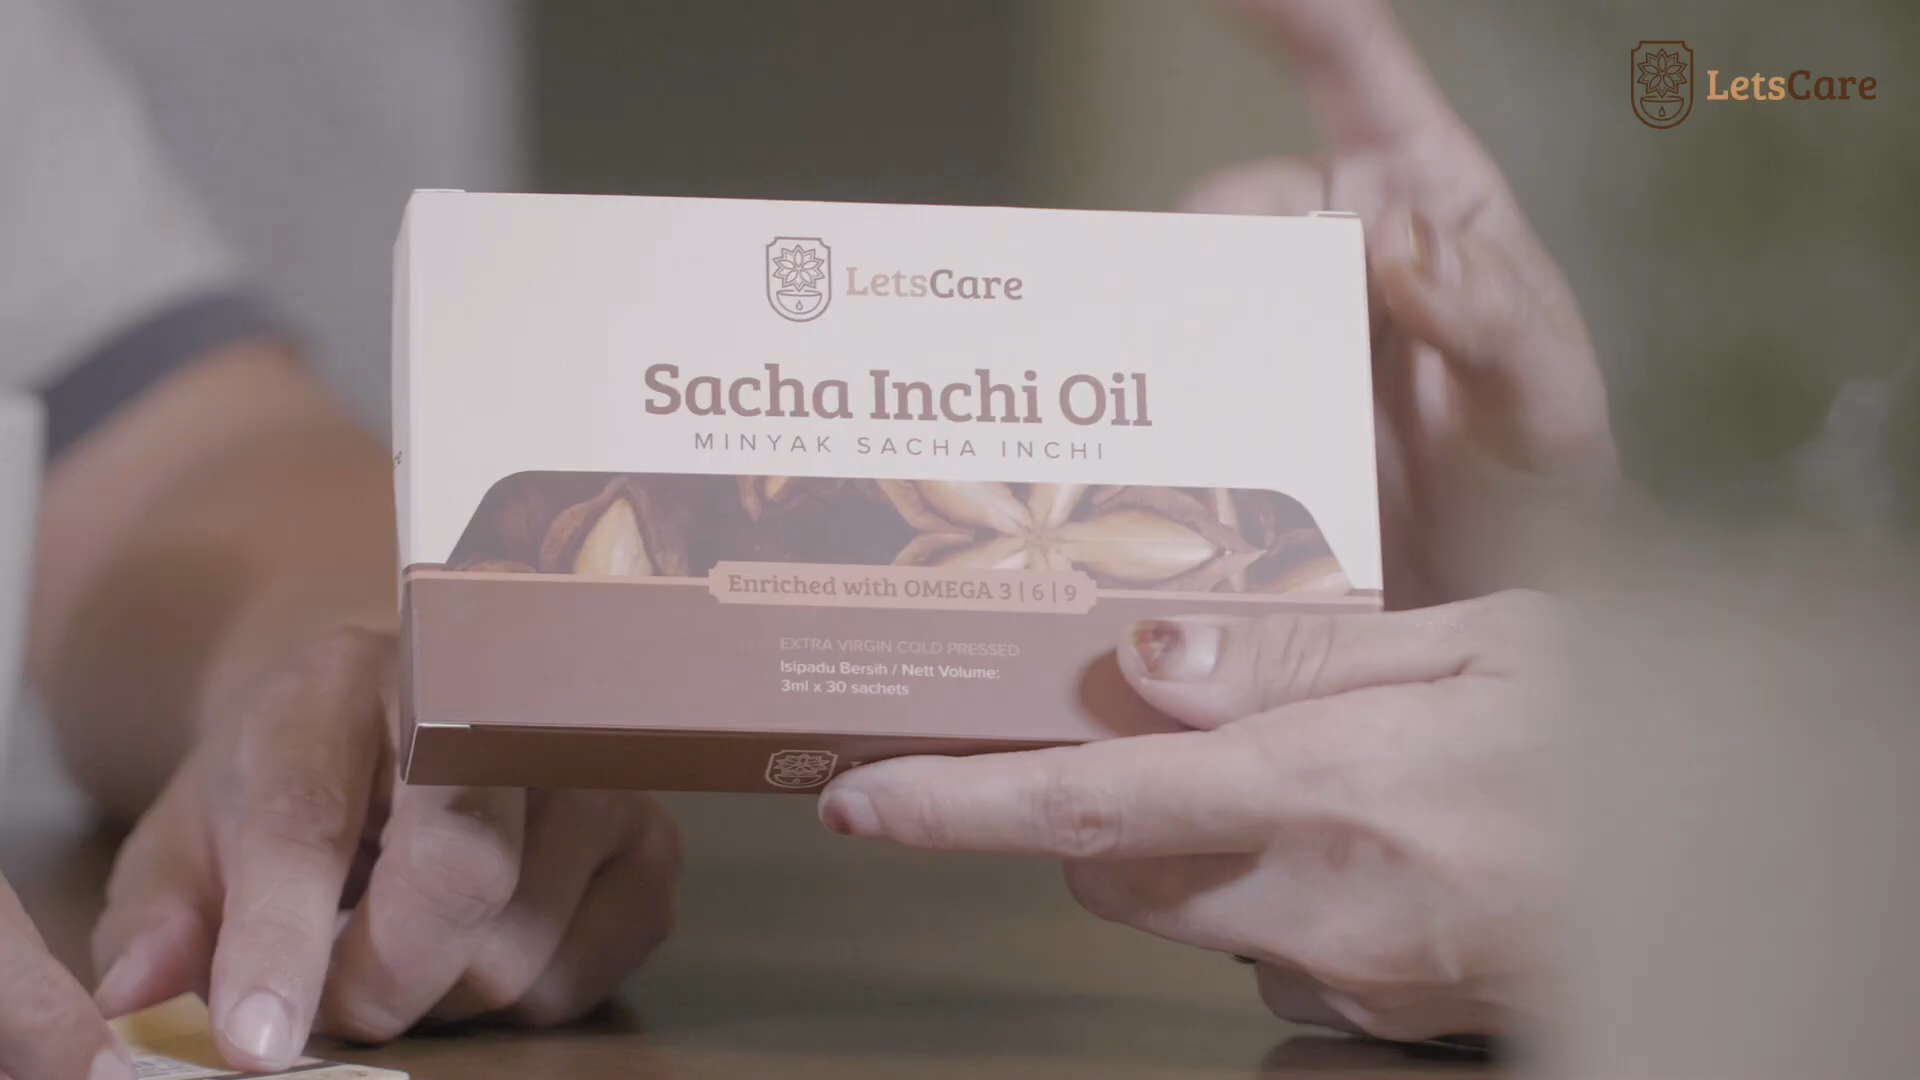 LetsCare
LetsCare
Sacha Inchi Oil
MINYAK SACHA INCHI
Enriched with OMEGA 3 | 6 | 9
EXTRA VIRGIN COLD PRESSED
Isipadu Bersih / Nett Volume:
3ml x 30 sachets